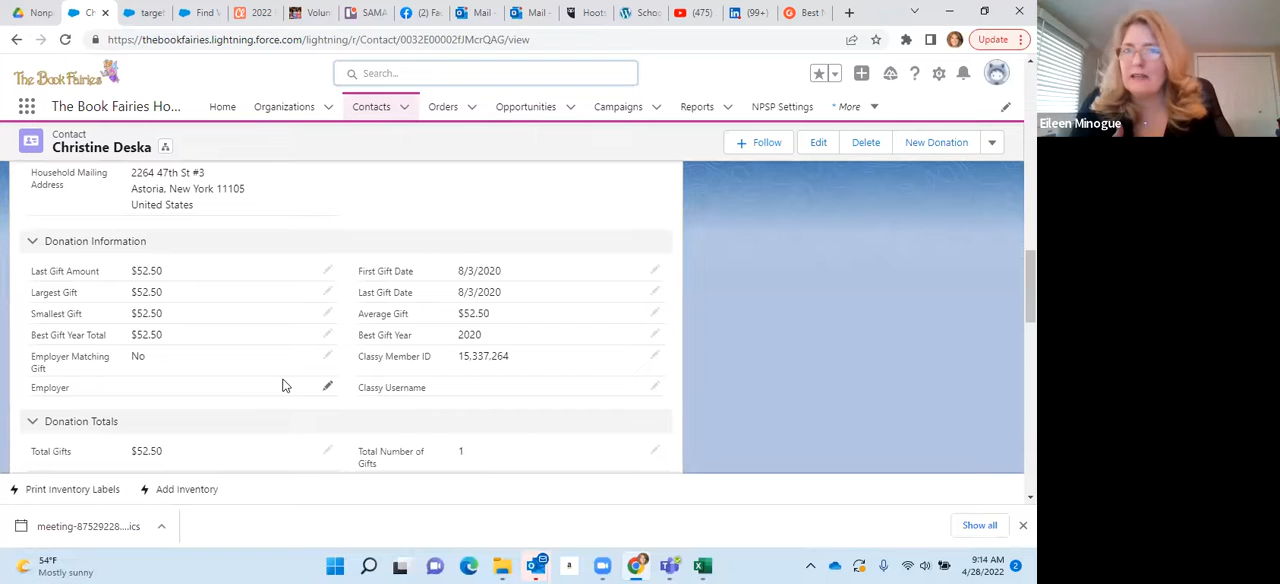 Nonp
Ch
target
Find V
2022
Volun
SAMA
(2) Fac
Mail -
Mail -
Hoots
Schoo
(475)
(99+)
Best N
https://thebookfairies.lightning.force.com/lightning/r/Contact/0032E00002fJMcrQAG/view
Update
The Book Fairies
Search...
The Book Fairies Ho...
Home
Organizations
Contacts
Orders
Opportunities
Campaigns
Reports
NPSP Settings
* More
Contact
Christine Deska
+ Follow
Edit
Delete
New Donation
Household Mailing Address
2264 47th St #3
Astoria, New York 11105
United States
Donation Information
Last Gift Amount $52.50
First Gift Date 8/3/2020
Largest Gift $52.50
Last Gift Date 8/3/2020
Smallest Gift $52.50
Average Gift $52.50
Best Gift Year Total $52.50
Best Gift Year 2020
Employer Matching Gift No
Classy Member ID 15,337,264
Employer
Classy Username
Donation Totals
Total Gifts $52.50
Total Number of Gifts 1
Print Inventory Labels
Add Inventory
meeting-87529228....ics
Show all
54°F
Mostly sunny
9:14 AM
4/28/2022
2
Eileen Minogue